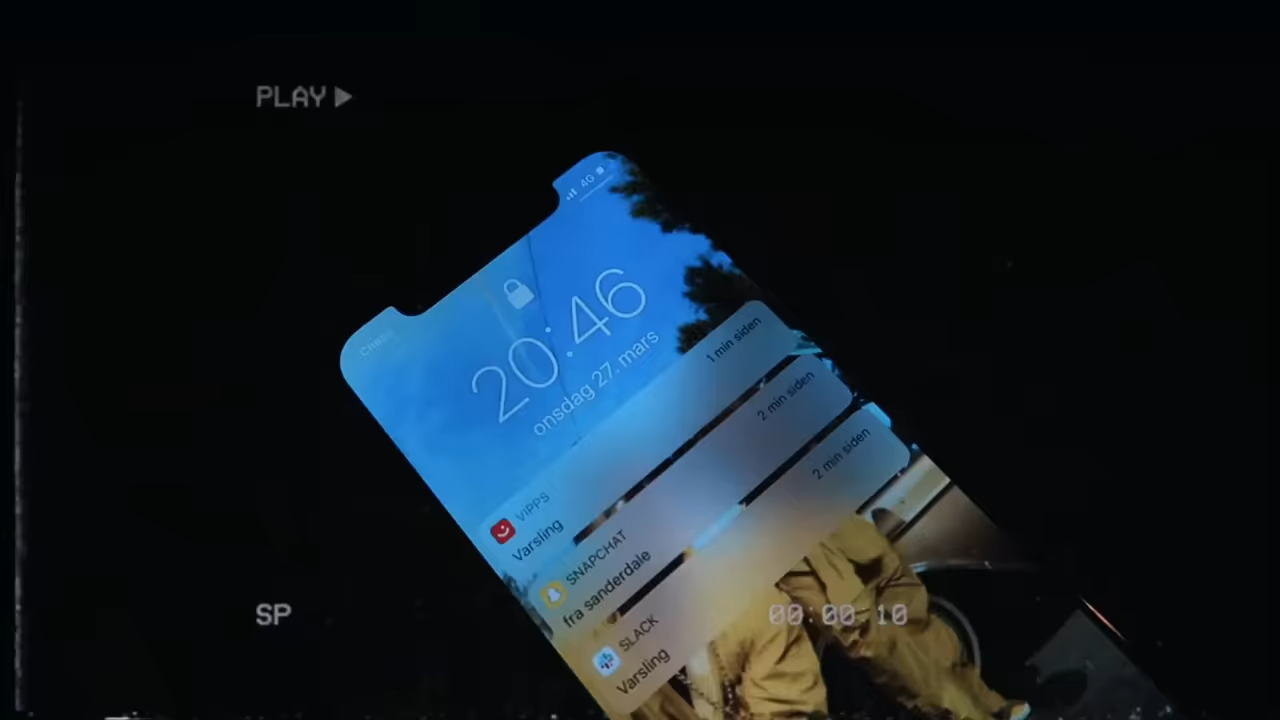 PLAY
4G
20:46
onsdag 27. mars
VIPPS
1 min siden
Varsling
SNAPCHAT
2 min siden
fra sanderdale
SLACK
2 min siden
Varsling
SP
00:00 10